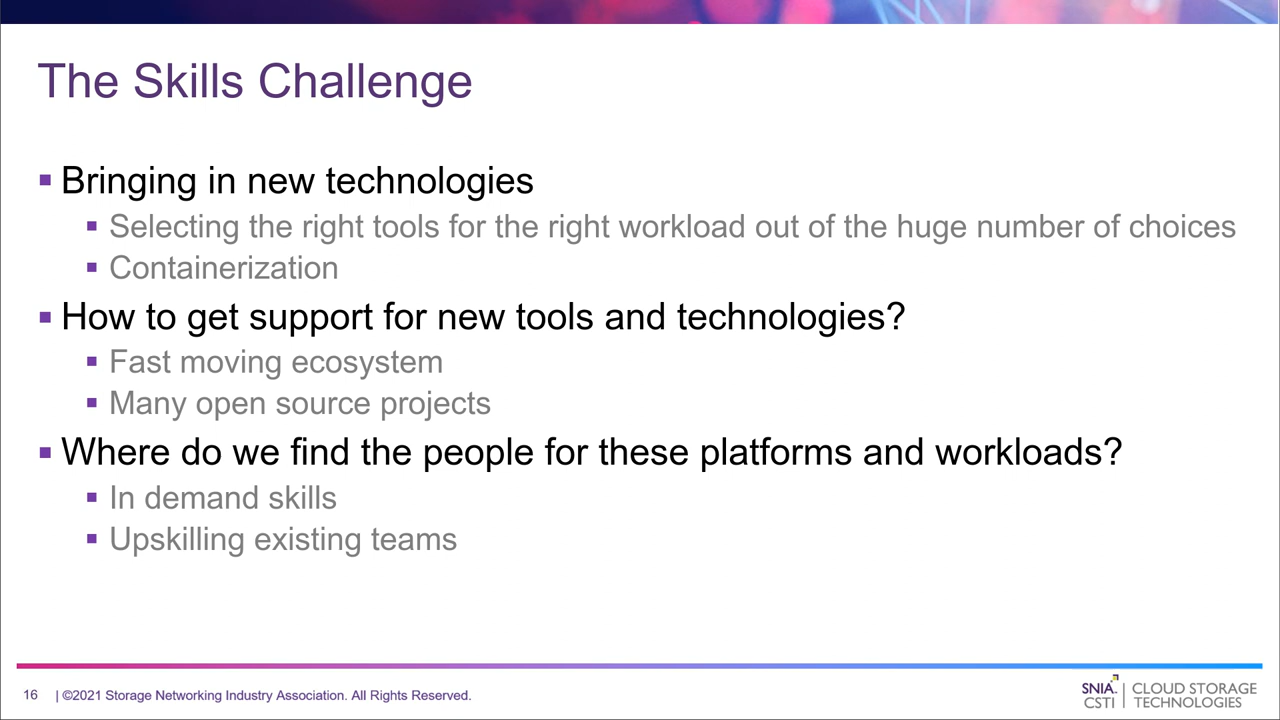 The Skills Challenge
Bringing in new technologies
Selecting the right tools for the right workload out of the huge number of choices
Containerization
How to get support for new tools and technologies?
Fast moving ecosystem
Many open source projects
Where do we find the people for these platforms and workloads?
In demand skills
Upskilling existing teams
16 | ©2021 Storage Networking Industry Association. All Rights Reserved.
SNIA. | CLOUD STORAGE
CSTI | TECHNOLOGIES